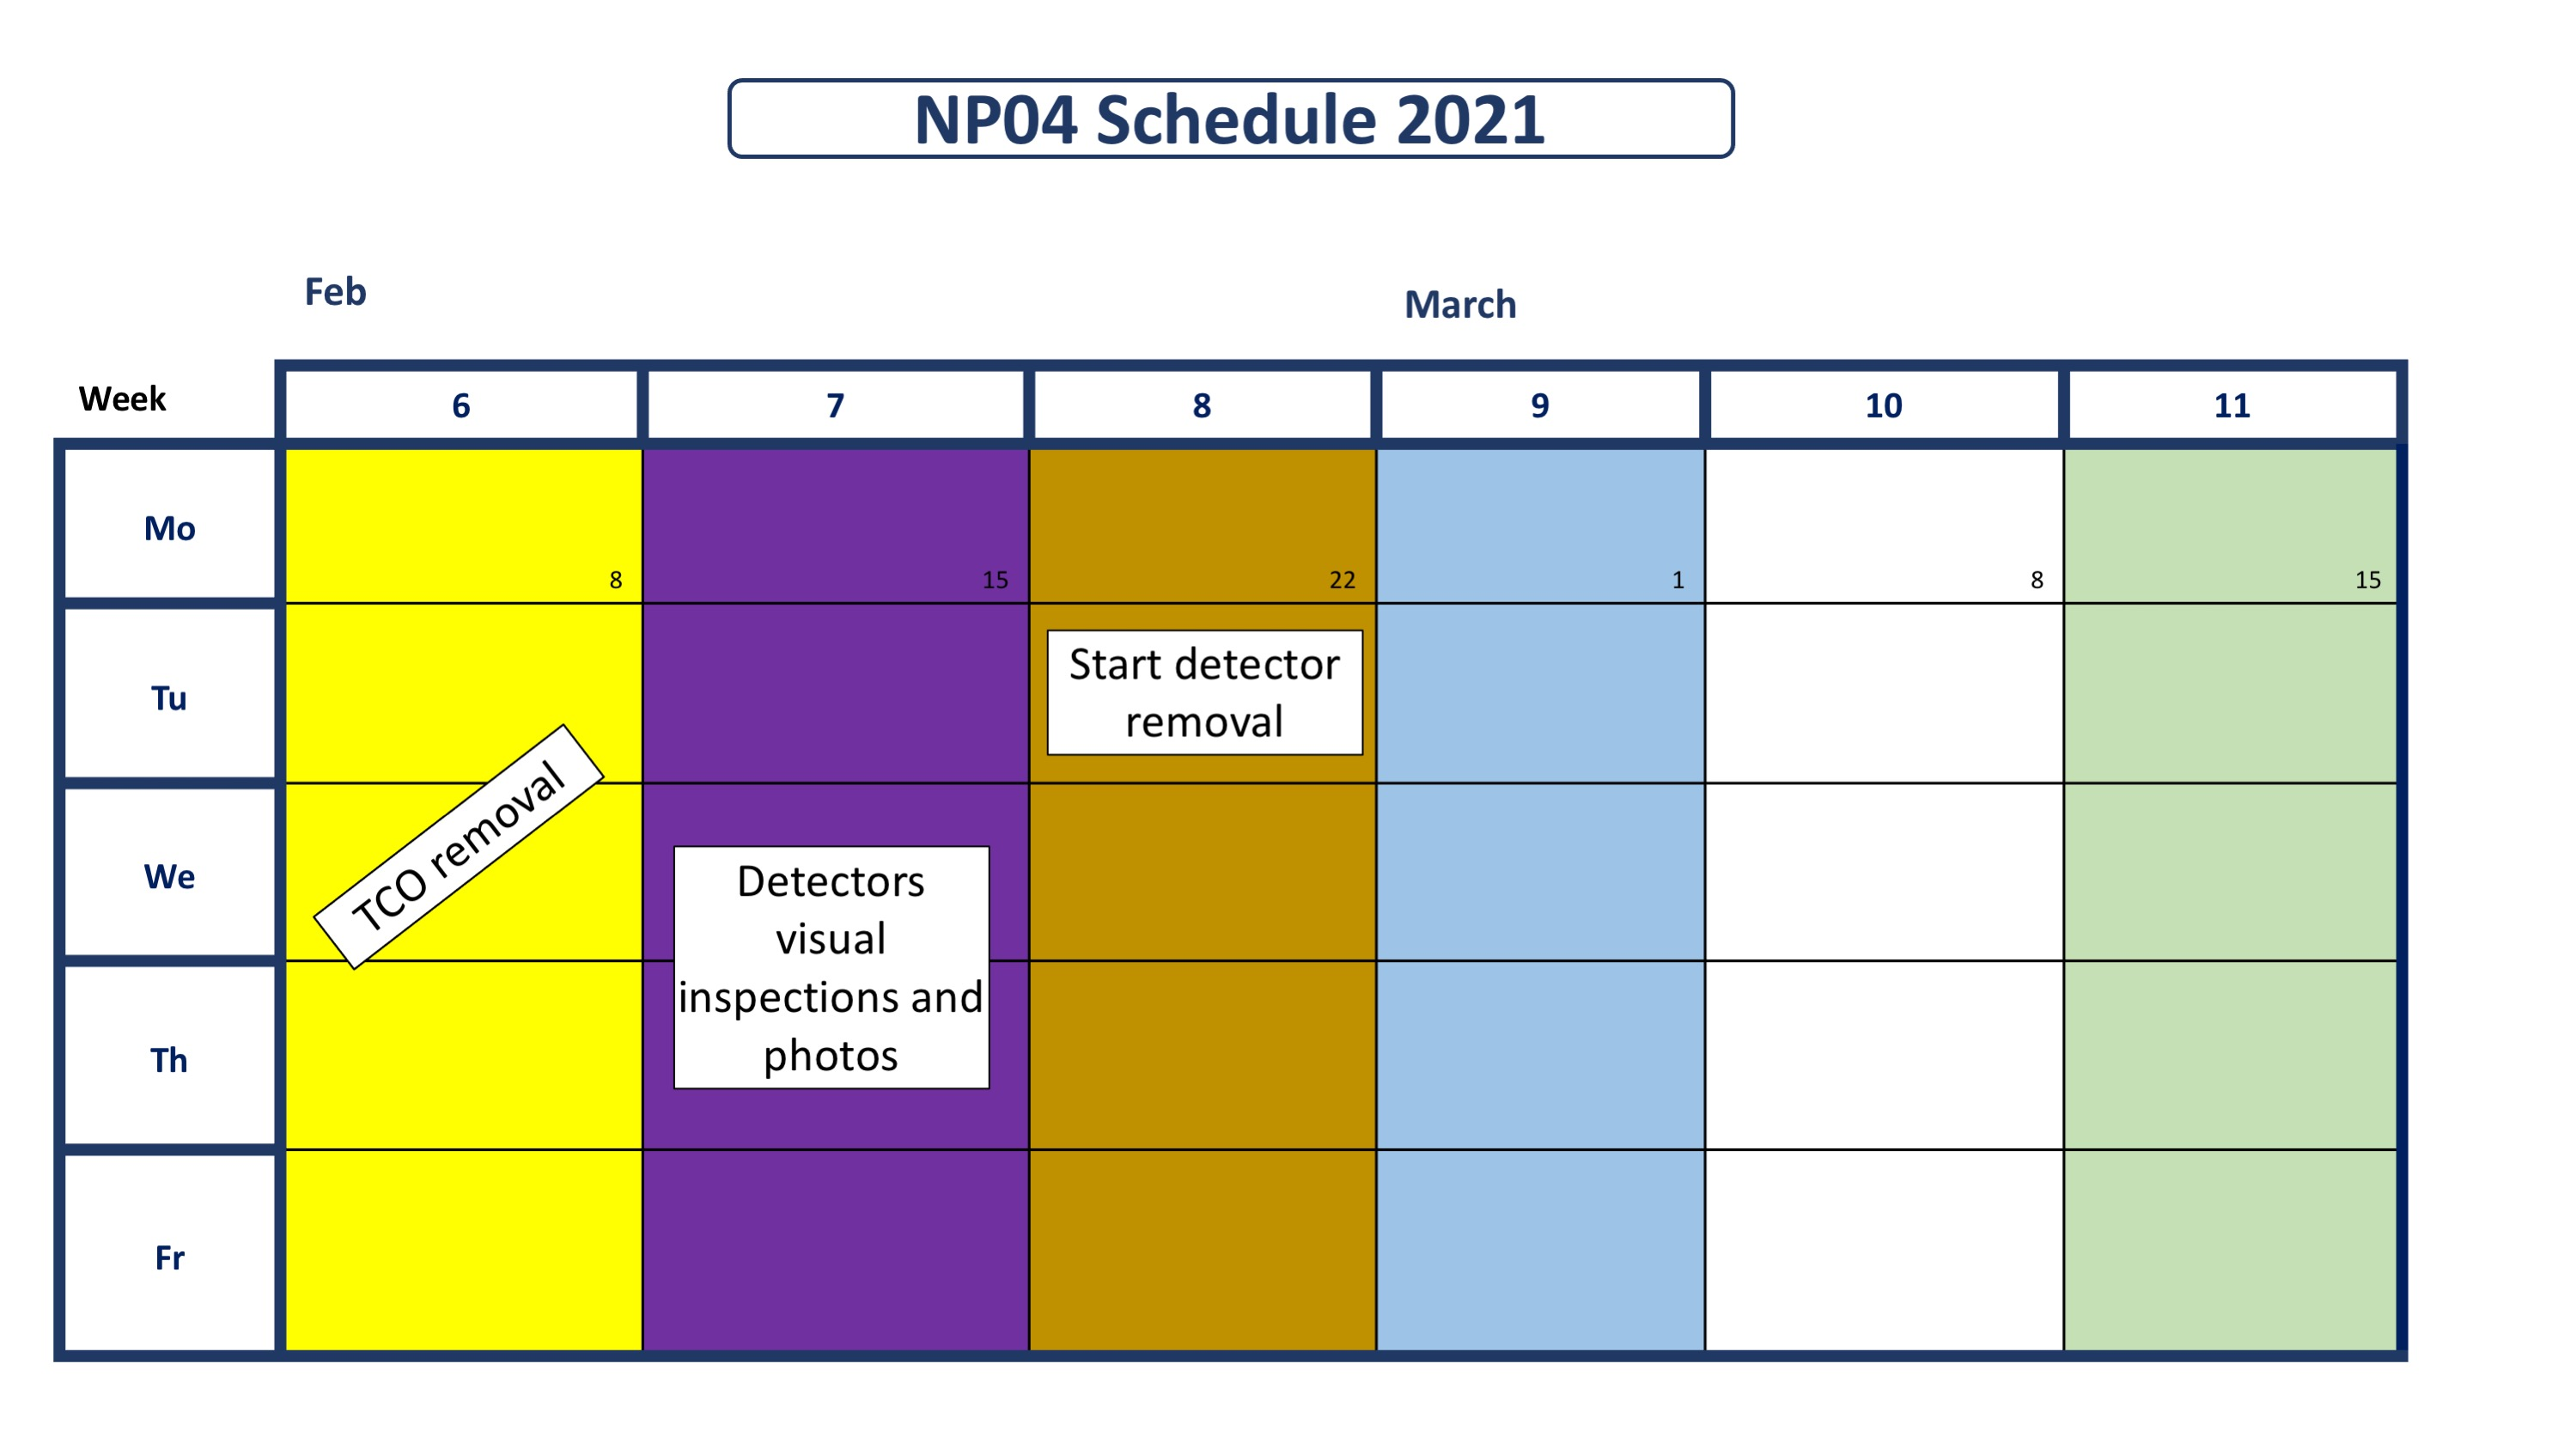 NP04 Schedule 2021
Feb
March
Week
6
7
8
9
10
11
Mo
8
15
22
1
8
15
Tu
Start detector
removal
TCO removal
We
Detectors
visual
inspections and
photos
Th
Fr